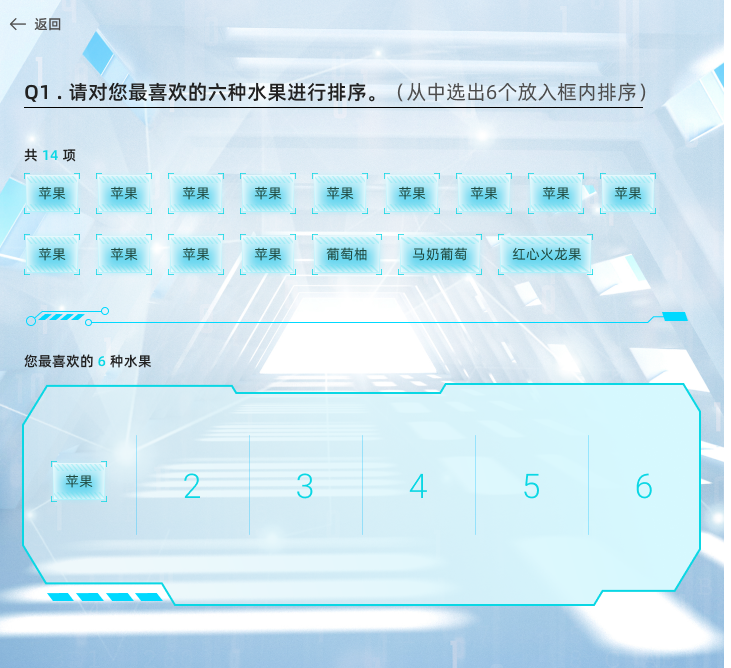 返回
Q1 . 请对您最喜欢的六种水果进行排序。（从中选出6个放入框内排序）
共 14 项
苹果 苹果 苹果 苹果 苹果 苹果 苹果 苹果 苹果
苹果 苹果 苹果 苹果 葡萄柚 马奶葡萄 红心火龙果
您最喜欢的 6 种水果
苹果 2 3 4 5 6